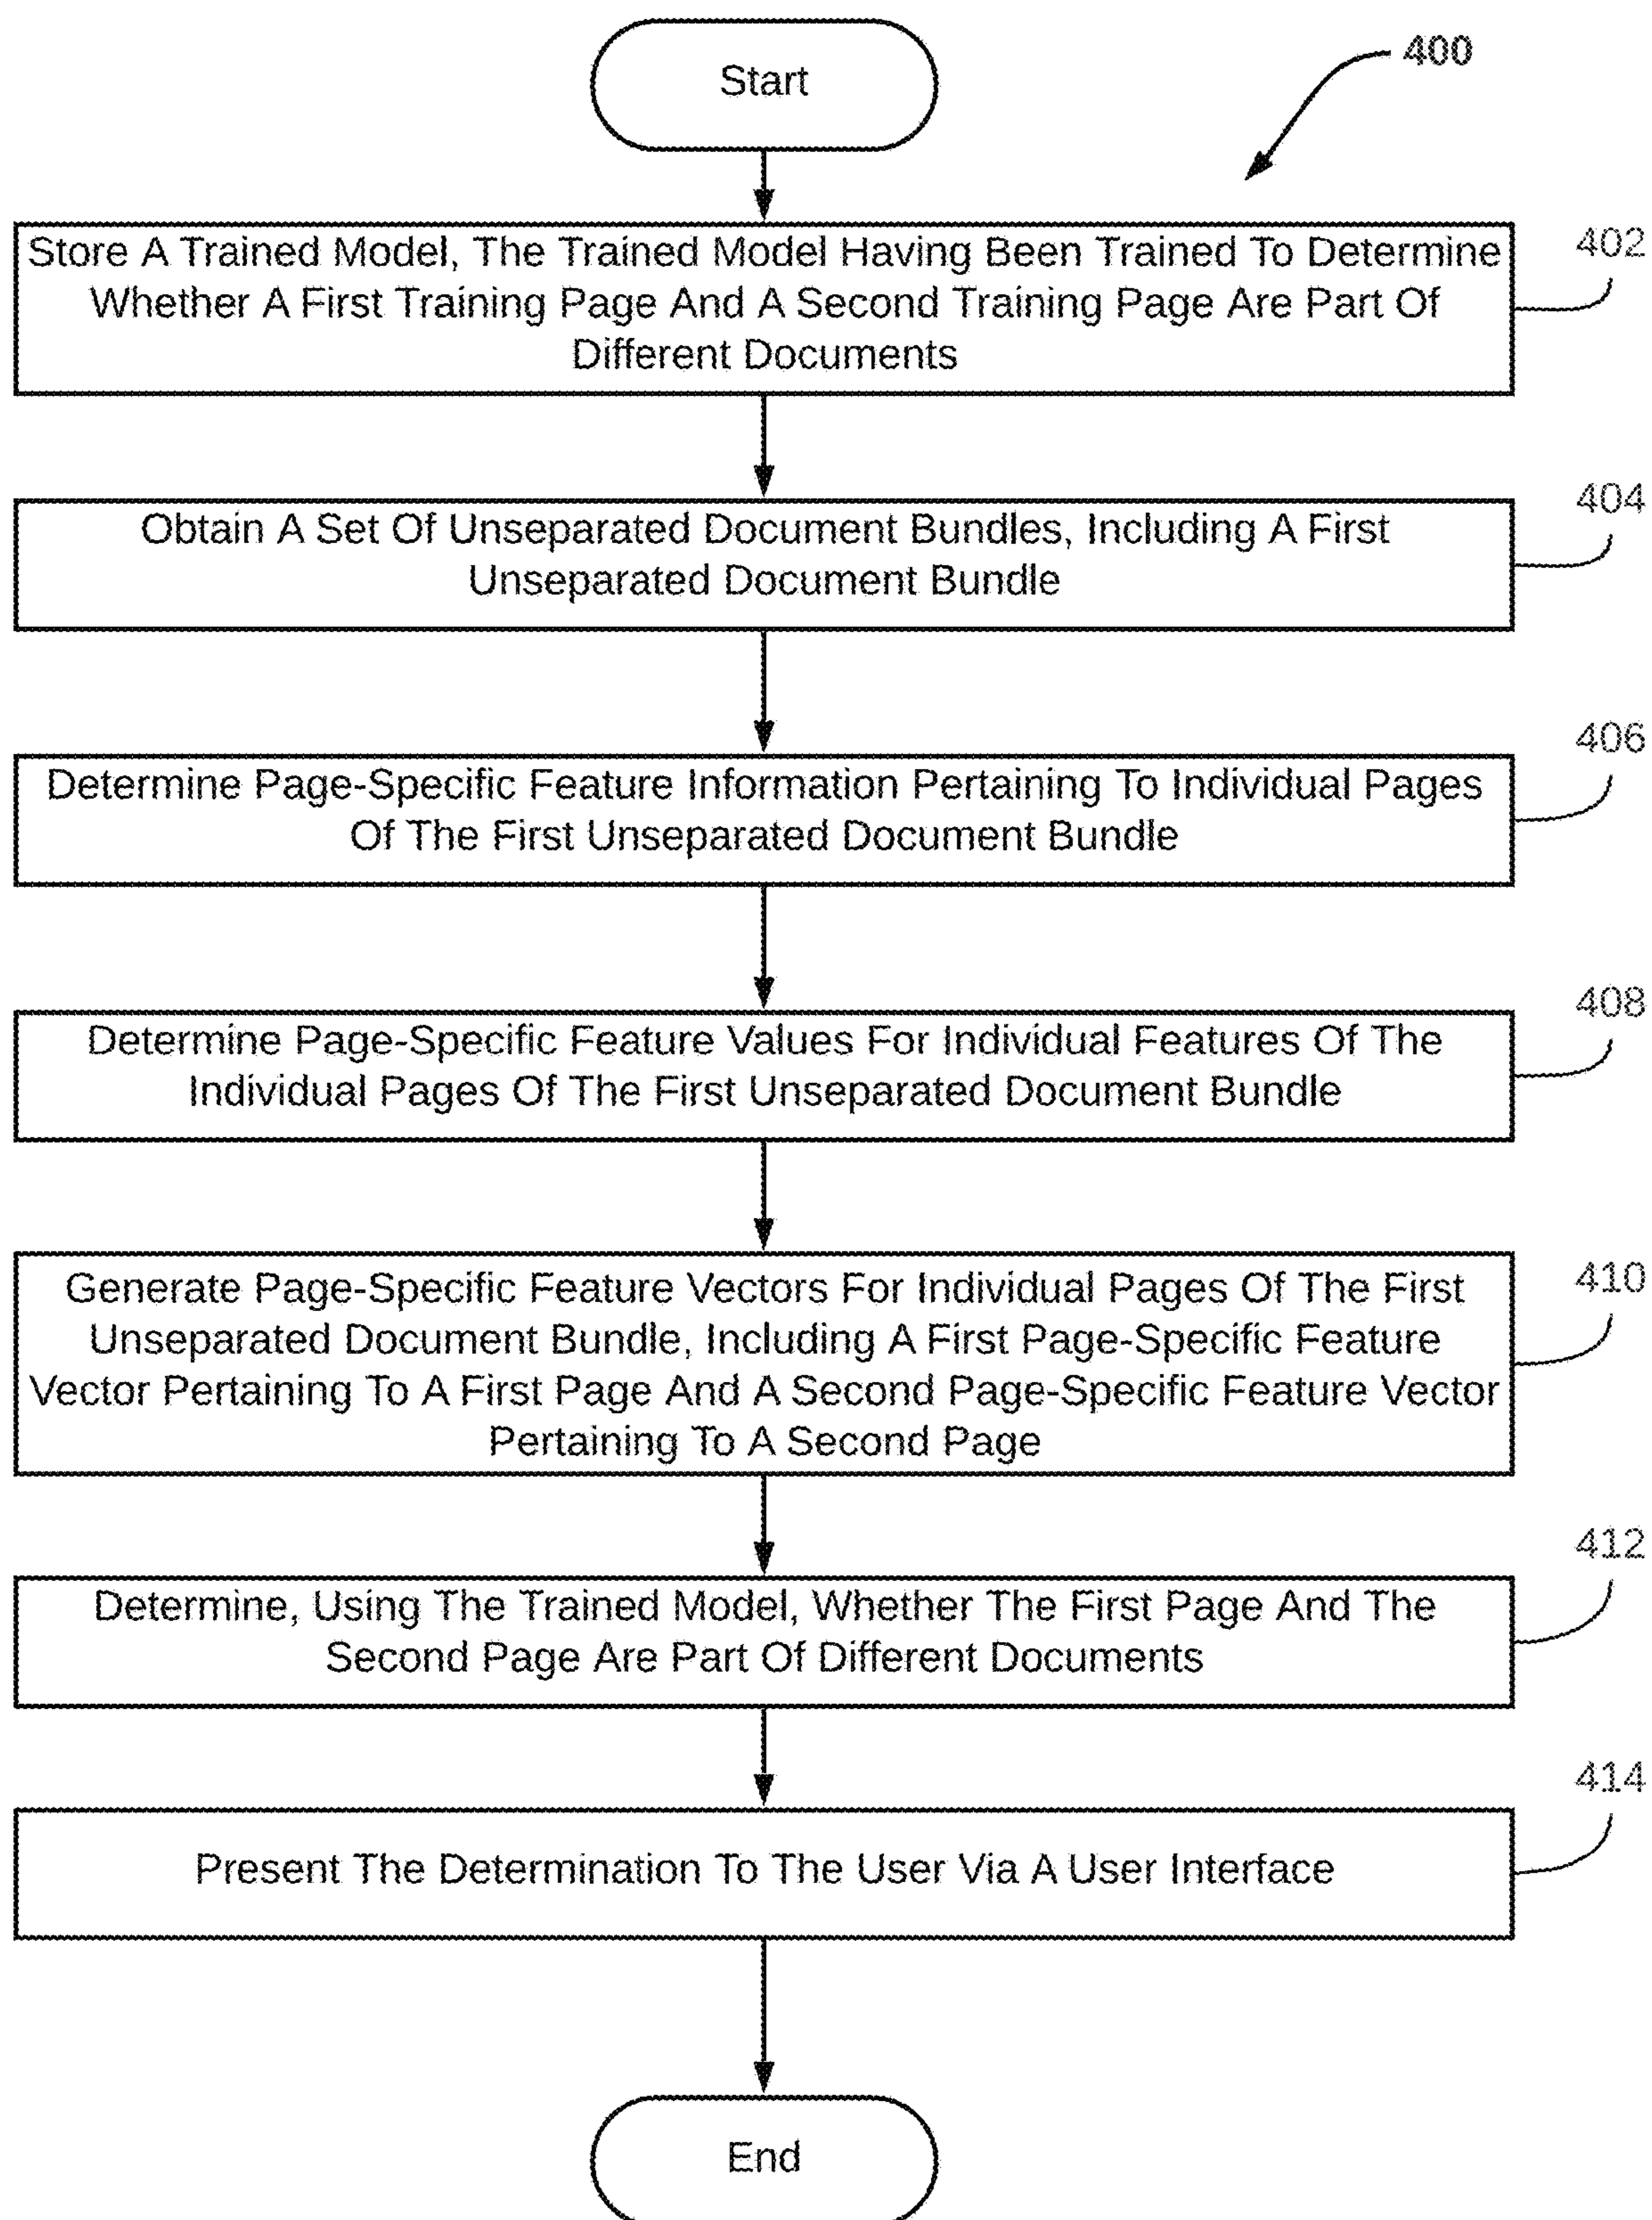 Start
400
Store A Trained Model, The Trained Model Having Been Trained To Determine
Whether A First Training Page And A Second Training Page Are Part Of
Different Documents
402
Obtain A Set Of Unseparated Document Bundles, Including A First
Unseparated Document Bundle
404
Determine Page-Specific Feature Information Pertaining To Individual Pages
Of The First Unseparated Document Bundle
406
Determine Page-Specific Feature Values For Individual Features Of The
Individual Pages Of The First Unseparated Document Bundle
408
Generate Page-Specific Feature Vectors For Individual Pages Of The First
Unseparated Document Bundle, Including A First Page-Specific Feature
Vector Pertaining To A First Page And A Second Page-Specific Feature Vector
Pertaining To A Second Page
410
Determine, Using The Trained Model, Whether The First Page And The
Second Page Are Part Of Different Documents
412
Present The Determination To The User Via A User Interface
414
End